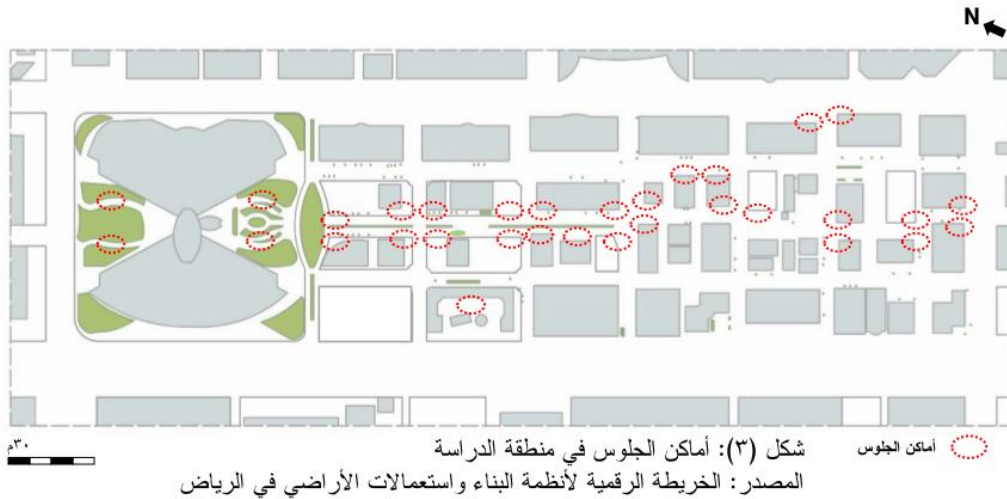 N
أماكن الجلوس
شكل (٣): أماكن الجلوس في منطقة الدراسة
المصدر: الخريطة الرقمية لأنظمة البناء واستعمالات الأراضي في الرياض
٣٠م